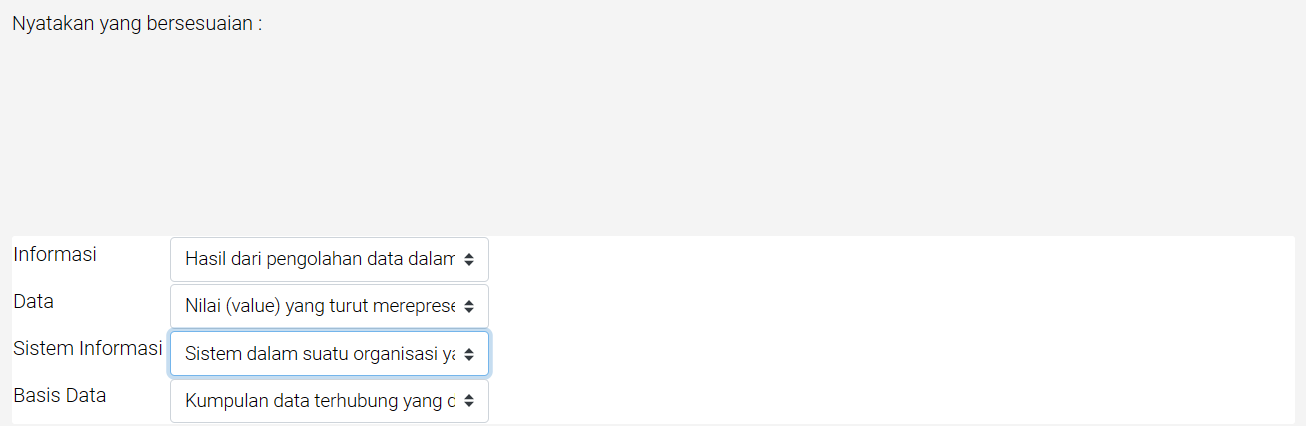 Nyatakan yang bersesuaian :
Informasi
Hasil dari pengolahan data dalam
Data
Nilai (value) yang turut merepres
Sistem Informasi
Sistem dalam suatu organisasi
Basis Data
Kumpulan data terhubung yang